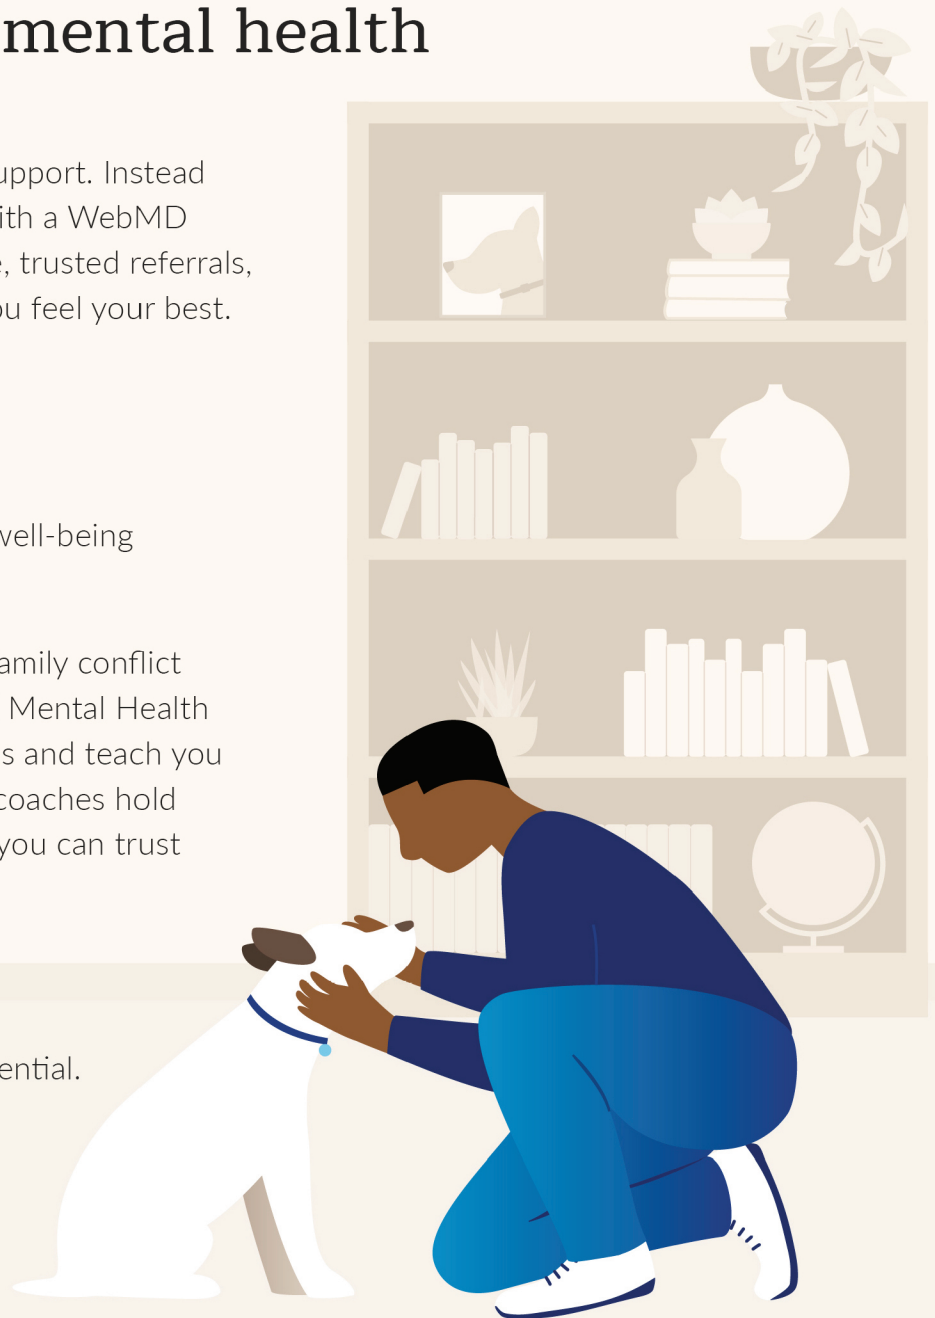 mental health
upport. Instead
ith a WebMD
e, trusted referrals,
ou feel your best.
well-being
amily conflict
Mental Health
s and teach you
coaches hold
you can trust
ential.